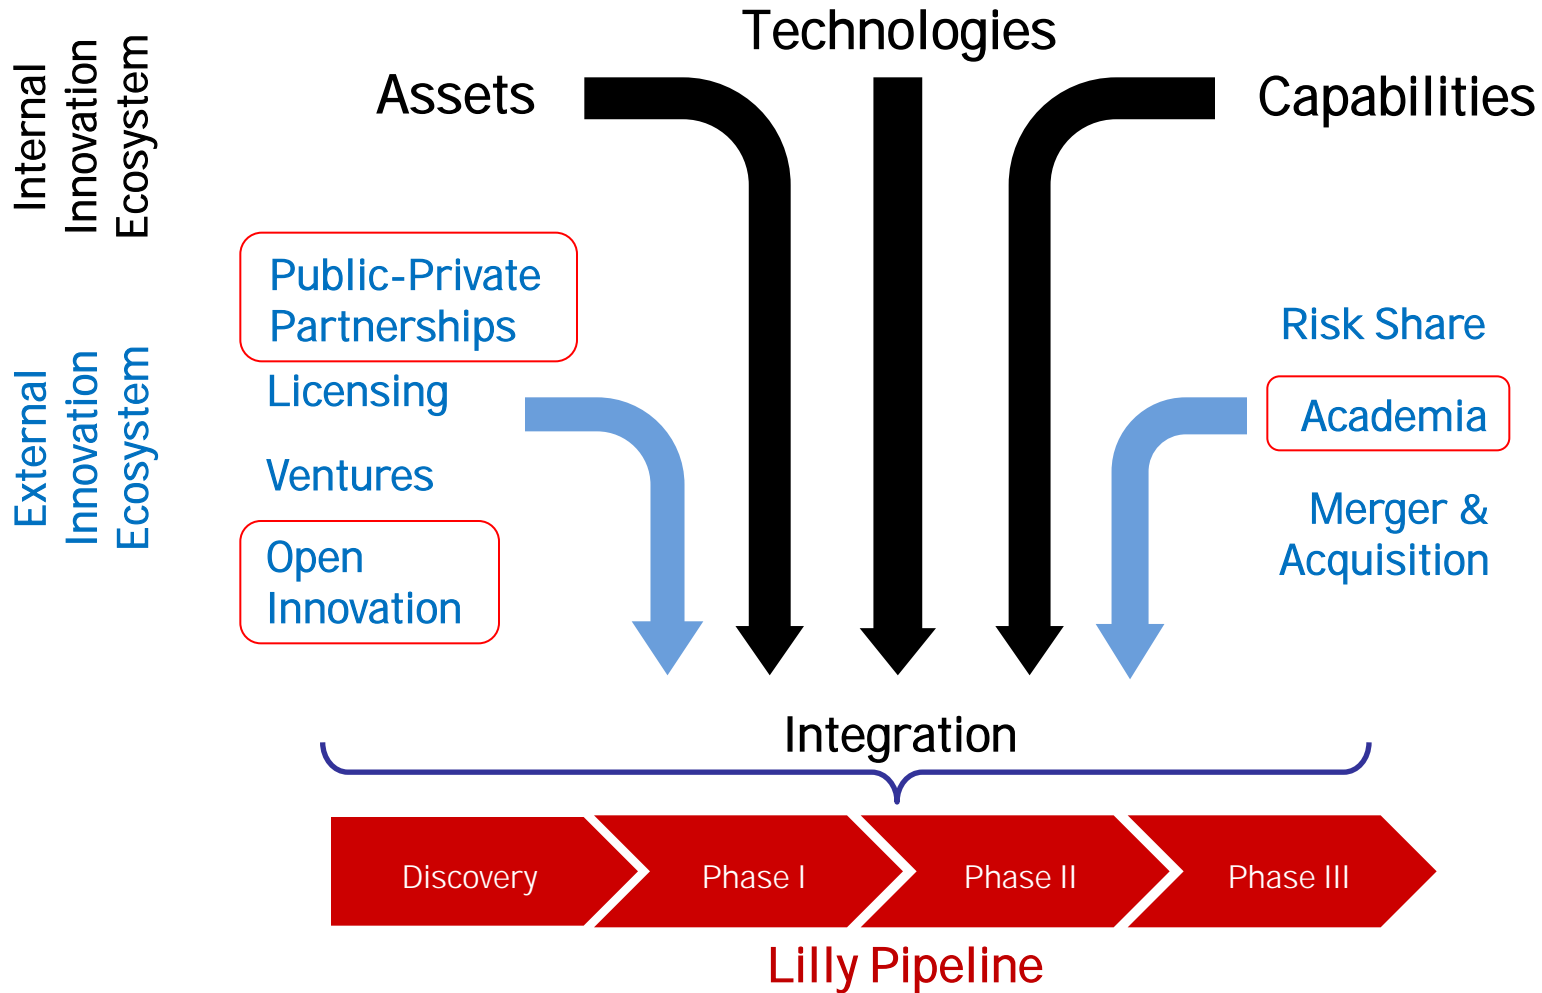 Technologies
Assets
Capabilities
Internal
Innovation
Ecosystem
Public-Private
Partnerships
Licensing
Ventures
Open
Innovation
External
Innovation
Ecosystem
Risk Share
Academia
Merger &
Acquisition
Integration
Discovery
Phase I
Phase II
Phase III
Lilly Pipeline